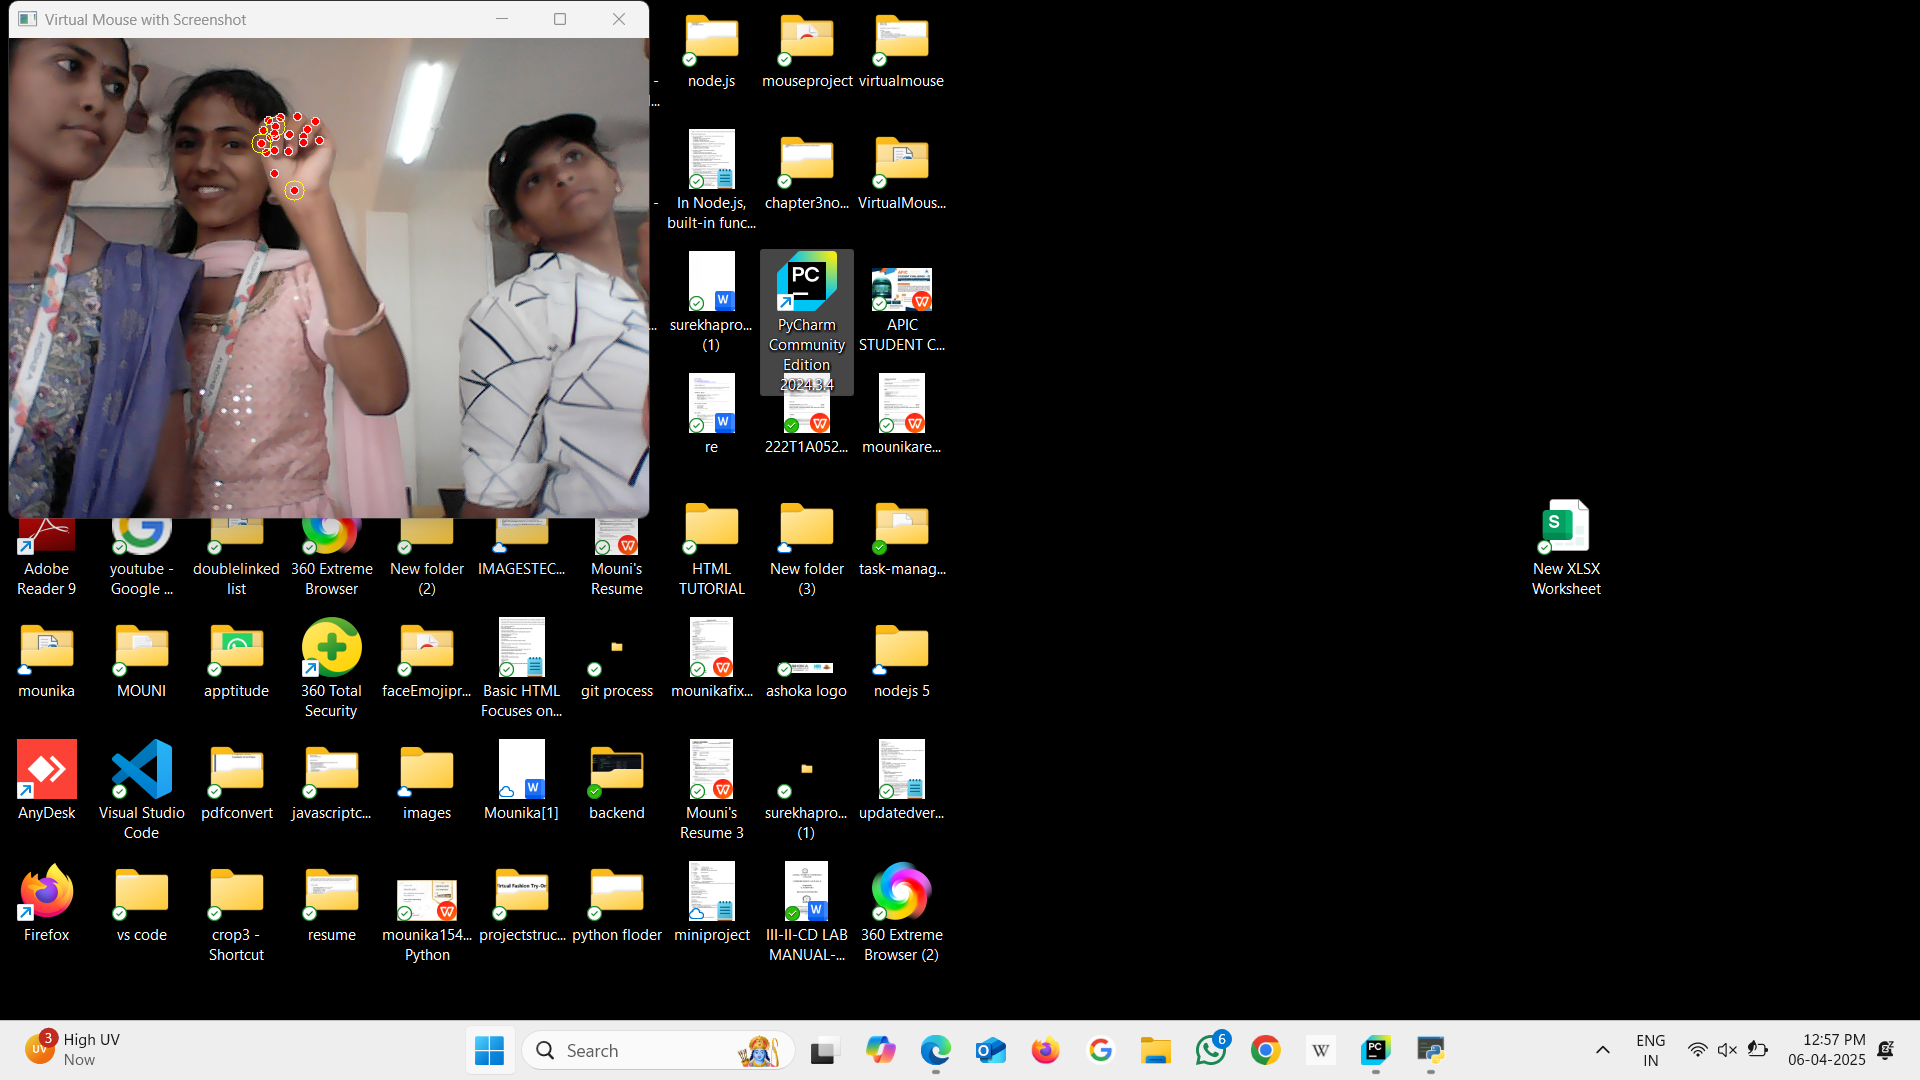 Virtual Mouse with Screenshot
node.js
mouseproject
virtualmouse
In Node.js,
built-in func...
chapter3no...
VirtualMous...
surekhapro...
(1)
PC
PyCharm
Community
Edition
2024.3.4
APIC
STUDENT C...
re
222T1A052...
mounikare...
Adobe
Reader 9
youtube -
Google ...
doublelinked
list
360 Extreme
Browser
New folder
(2)
IMAGESTEC...
Mouni's
Resume
HTML
TUTORIAL
New folder
(3)
task-manag...
New XLSX
Worksheet
mounika
MOUNI
apptitude
360 Total
Security
faceEmojipr...
Basic HTML
Focuses on...
git process
mounikafix...
ashoka logo
nodejs 5
AnyDesk
Visual Studio
Code
pdfconvert
javascriptc...
images
Mounika[1]
backend
Mouni's
Resume 3
surekhapro...
(1)
updatedver...
Firefox
vs code
crop3 -
Shortcut
resume
mounika154...
Python
projectstruc...
python floder
miniproject
III-II-CD LAB
MANUAL-...
360 Extreme
Browser (2)
3
UV
High UV
Now
Search
6
W
PC
ENG
IN
12:57 PM
06-04-2025